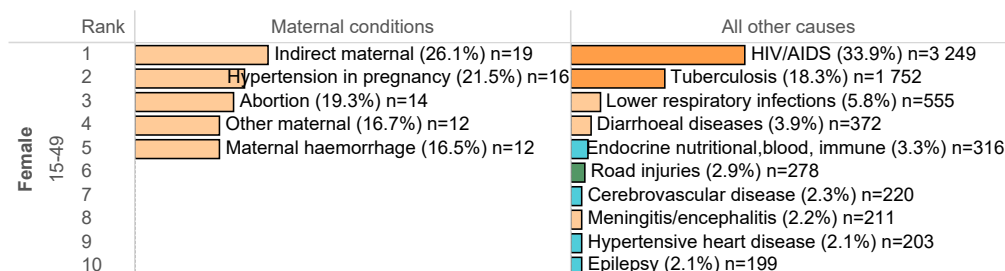 Rank Maternal conditions All other causes
Female
15-49
1 Indirect maternal (26.1%) n=19 HIV/AIDS (33.9%) n=3 249
2 Hypertension in pregnancy (21.5%) n=16 Tuberculosis (18.3%) n=1 752
3 Abortion (19.3%) n=14 Lower respiratory infections (5.8%) n=555
4 Other maternal (16.7%) n=12 Diarrhoeal diseases (3.9%) n=372
5 Maternal haemorrhage (16.5%) n=12 Endocrine nutritional,blood, immune (3.3%) n=316
6 Road injuries (2.9%) n=278
7 Cerebrovascular disease (2.3%) n=220
8 Meningitis/encephalitis (2.2%) n=211
9 Hypertensive heart disease (2.1%) n=203
10 Epilepsy (2.1%) n=199